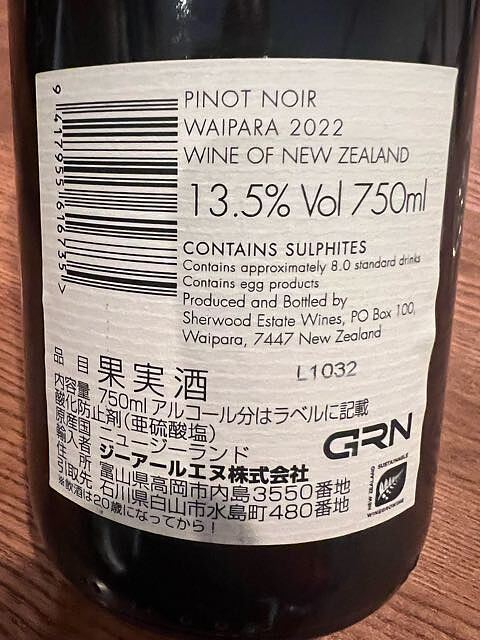 PINOT NOIR
WAIPARA 2022
WINE OF NEW ZEALAND
13.5% Vol 750ml
CONTAINS SULPHITES
Contains approximately 8.0 standard drinks
Contains egg products
Produced and Bottled by
Sherwood Estate Wines, PO Box 100,
Waipara, 7447 New Zealand
9 417955 616735 >
L1032
品目 果実酒
内容量 750ml アルコール分はラベルに記載
酸化防止剤(亜硫酸塩)
原産国 ニュージーランド
輸入者 ジーアールエヌ株式会社
住所 富山県高岡市内島3550番地
引取先 石川県白山市水島町480番地
※飲酒は20歳になってから!
GRN
NEW ZEALAND
SUSTAINABLE
WINEGROWING